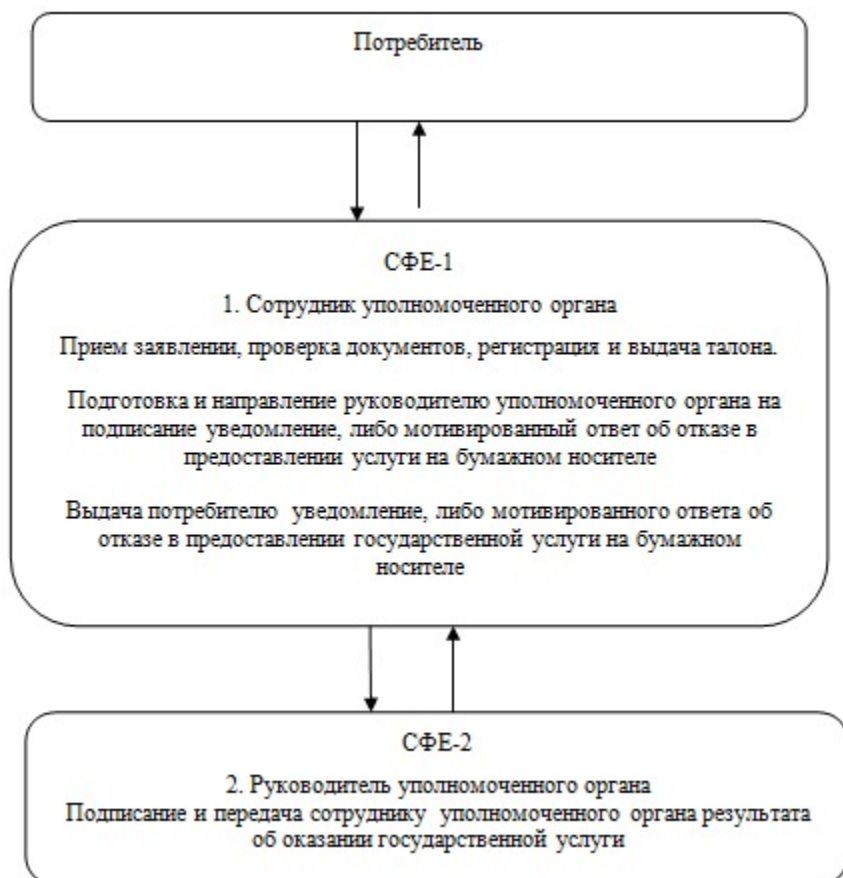 Потребитель
СФЕ-1
1. Сотрудник уполномоченного органа
Прием заявлении, проверка документов, регистрация и выдача талона.
Подготовка и направление руководителю уполномоченного органа на
подписание уведомление, либо мотивированный ответ об отказе в
предоставлении услуги на бумажном носителе
Выдача потребителю уведомление, либо мотивированного ответа об
отказе в предоставлении государственной услуги на бумажном
носителе
СФЕ-2
2. Руководитель уполномоченного органа
Подписание и передача сотруднику уполномоченного органа результата
об оказании государственной услуги